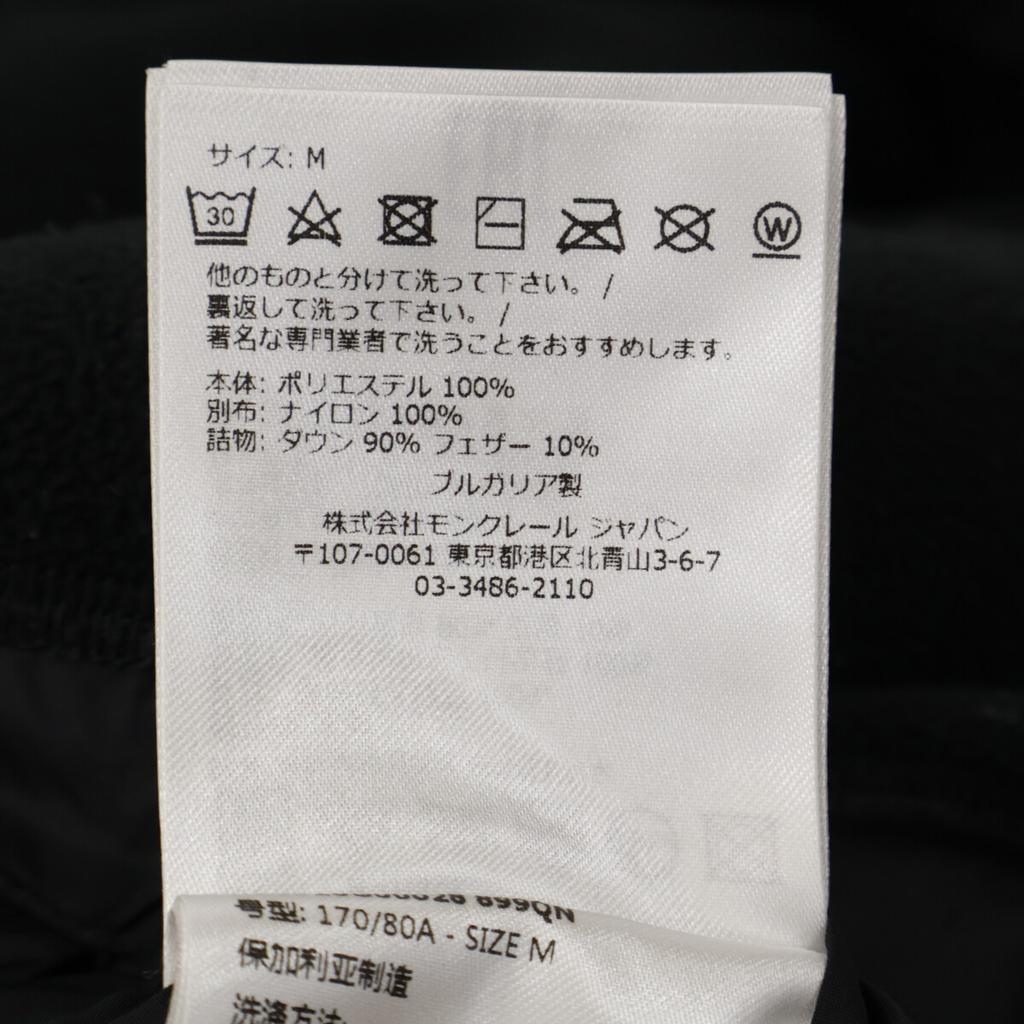 サイズ: M
30
W
他のものと分けて洗って下さい。 /
裏返して洗って下さい。 /
著名な専門業者で洗うことをおすすめします。
本体: ポリエステル 100%
別布: ナイロン 100%
詰物: ダウン 90% フェザー 10%
ブルガリア製
株式会社モンクレール ジャパン
〒107-0061 東京都港区北青山3-6-7
03-3486-2110
899QN
号型: 170/80A - SIZE M
保加利亚制造
洗涤方法